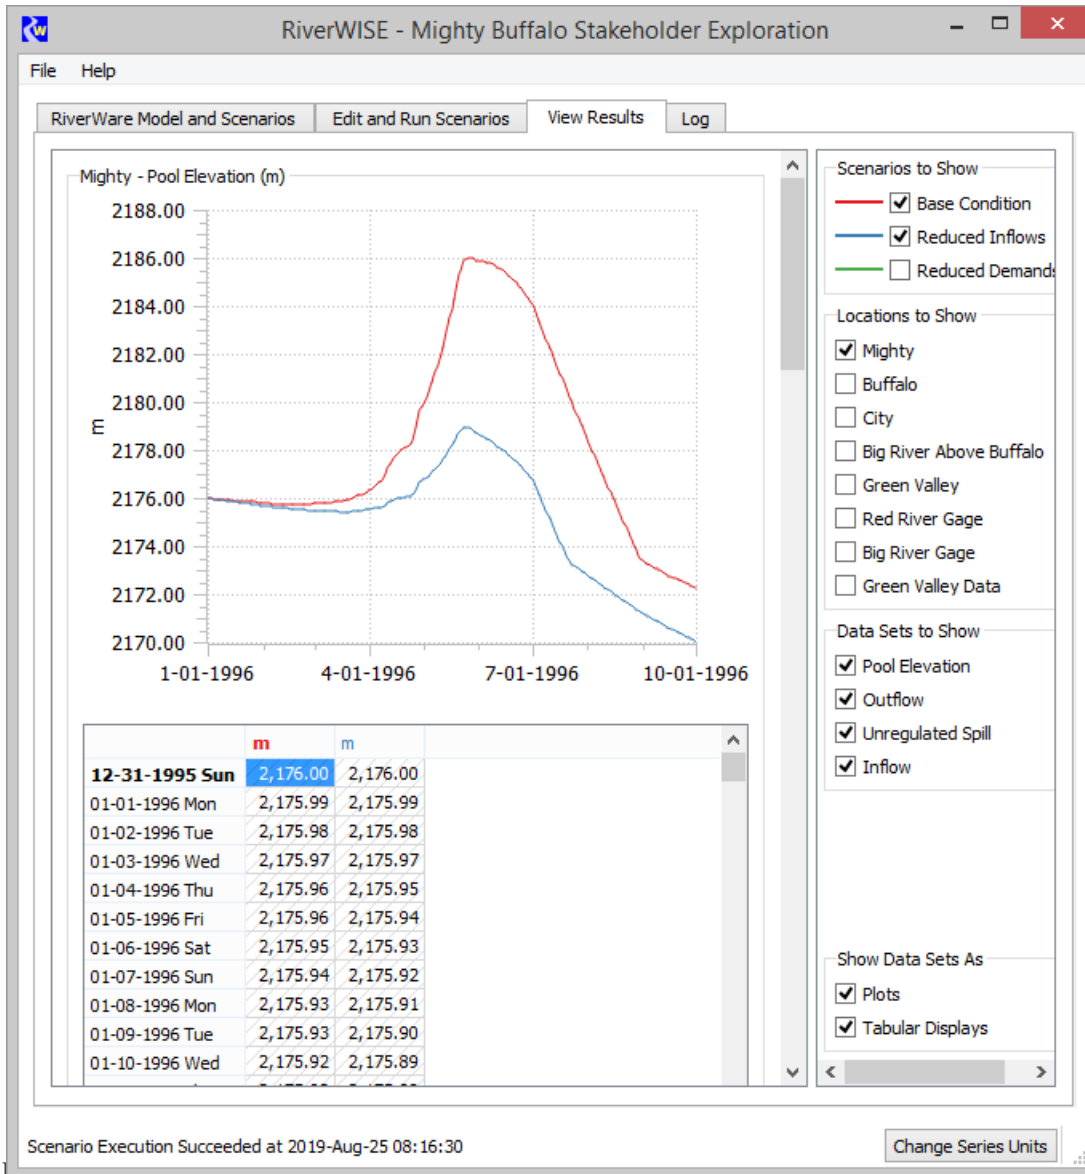 RiverWISE - Mighty Buffalo Stakeholder Exploration
File Help
RiverWare Model and Scenarios Edit and Run Scenarios View Results Log
Mighty - Pool Elevation (m)
2188.00
2186.00
2184.00
2182.00
2180.00
2178.00
2176.00
2174.00
2172.00
2170.00
m
1-01-1996 4-01-1996 7-01-1996 10-01-1996
m m
12-31-1995 Sun 2,176.00 2,176.00
01-01-1996 Mon 2,175.99 2,175.99
01-02-1996 Tue 2,175.98 2,175.98
01-03-1996 Wed 2,175.97 2,175.97
01-04-1996 Thu 2,175.96 2,175.95
01-05-1996 Fri 2,175.96 2,175.94
01-06-1996 Sat 2,175.95 2,175.93
01-07-1996 Sun 2,175.94 2,175.92
01-08-1996 Mon 2,175.93 2,175.91
01-09-1996 Tue 2,175.93 2,175.90
01-10-1996 Wed 2,175.92 2,175.89
Scenarios to Show
Base Condition
Reduced Inflows
Reduced Demands
Locations to Show
Mighty
Buffalo
City
Big River Above Buffalo
Green Valley
Red River Gage
Big River Gage
Green Valley Data
Data Sets to Show
Pool Elevation
Outflow
Unregulated Spill
Inflow
Show Data Sets As
Plots
Tabular Displays
Scenario Execution Succeeded at 2019-Aug-25 08:16:30
Change Series Units